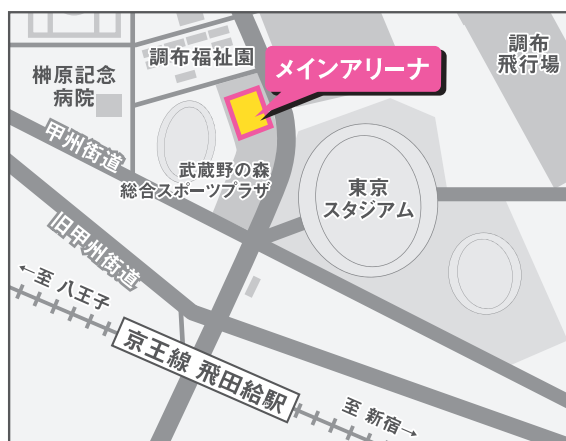 調布福祉園
メインアリーナ
調布
飛行場
榊原記念
病院
甲州街道
武蔵野の森
総合スポーツプラザ
東京
スタジアム
旧甲州街道
←至 八王子
京王線 飛田給駅
至 新宿→